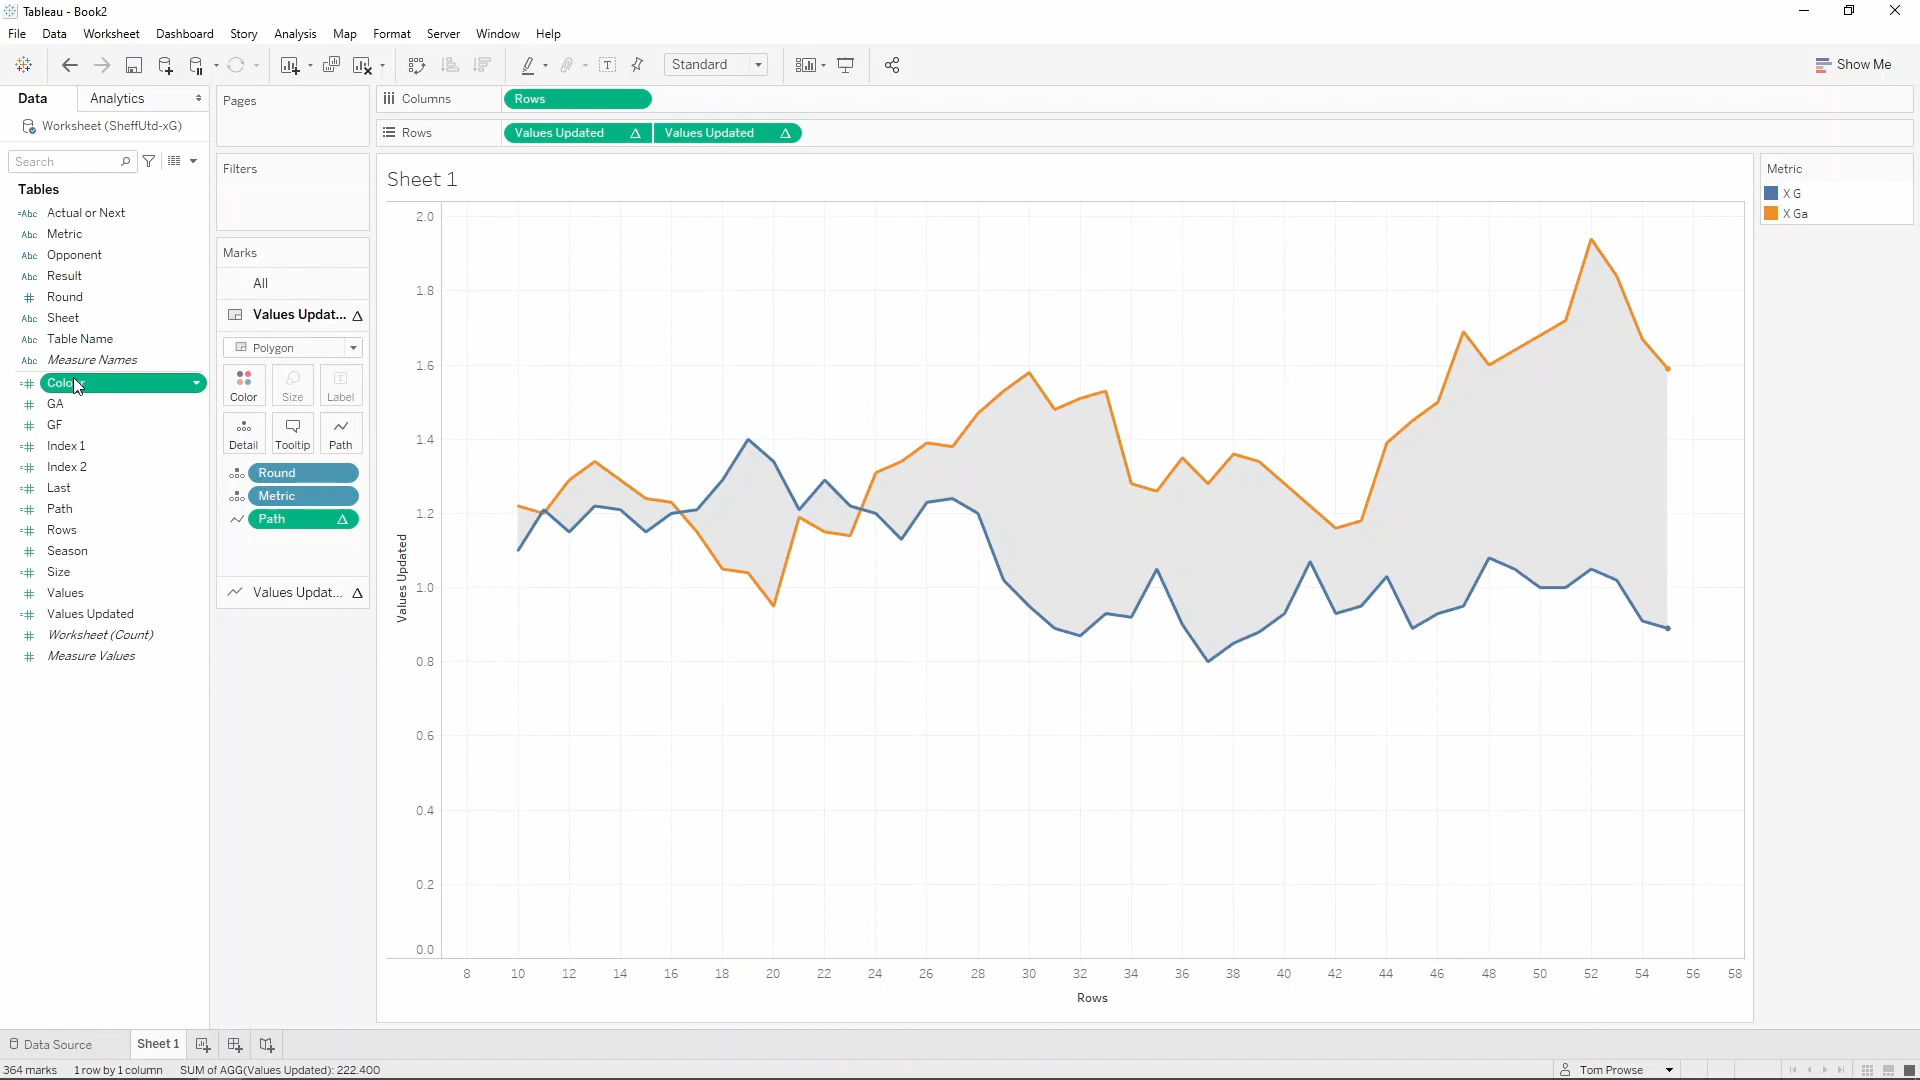 Tableau - Book2
File Data Worksheet Dashboard Story Analysis Map Format Server Window Help
Standard
Show Me
Data
Analytics
Worksheet (SheffUtd-xG)
Search
Tables
Abc Actual or Next
Abc Metric
Abc Opponent
Abc Result
# Round
Abc Sheet
Abc Table Name
Abc Measure Names
# GA
# GF
# Index 1
# Index 2
# Last
# Path
# Rows
# Season
# Size
# Values
# Values Updated
# Worksheet (Count)
# Measure Values
Pages
Filters
Marks
All
Values Updat... Δ
Polygon
Color Size Label
Detail Tooltip Path
Round
Metric
Path Δ
Values Updat... Δ
Columns Rows
Rows Values Updated Δ Values Updated Δ
Sheet 1
Values Updated
2.0
1.8
1.6
1.4
1.2
1.0
0.8
0.6
0.4
0.2
0.0
8 10 12 14 16 18 20 22 24 26 28 30 32 34 36 38 40 42 44 46 48 50 52 54 56 58
Rows
Metric
X G
X Ga
Data Source Sheet 1
364 marks 1 row by 1 column SUM of AGG(Values Updated): 222.400
Tom Prowse